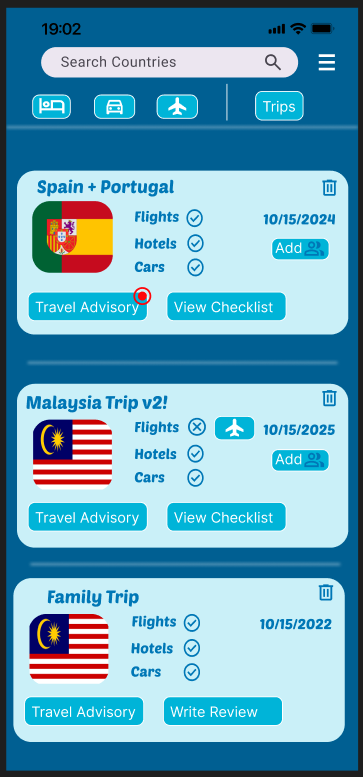 19:02
Search Countries
Trips
Spain + Portugal
Flights
10/15/2024
Hotels
Add
Cars
Travel Advisory
View Checklist
Malaysia Trip v2!
Flights
10/15/2025
Hotels
Add
Cars
Travel Advisory
View Checklist
Family Trip
Flights
10/15/2022
Hotels
Cars
Travel Advisory
Write Review